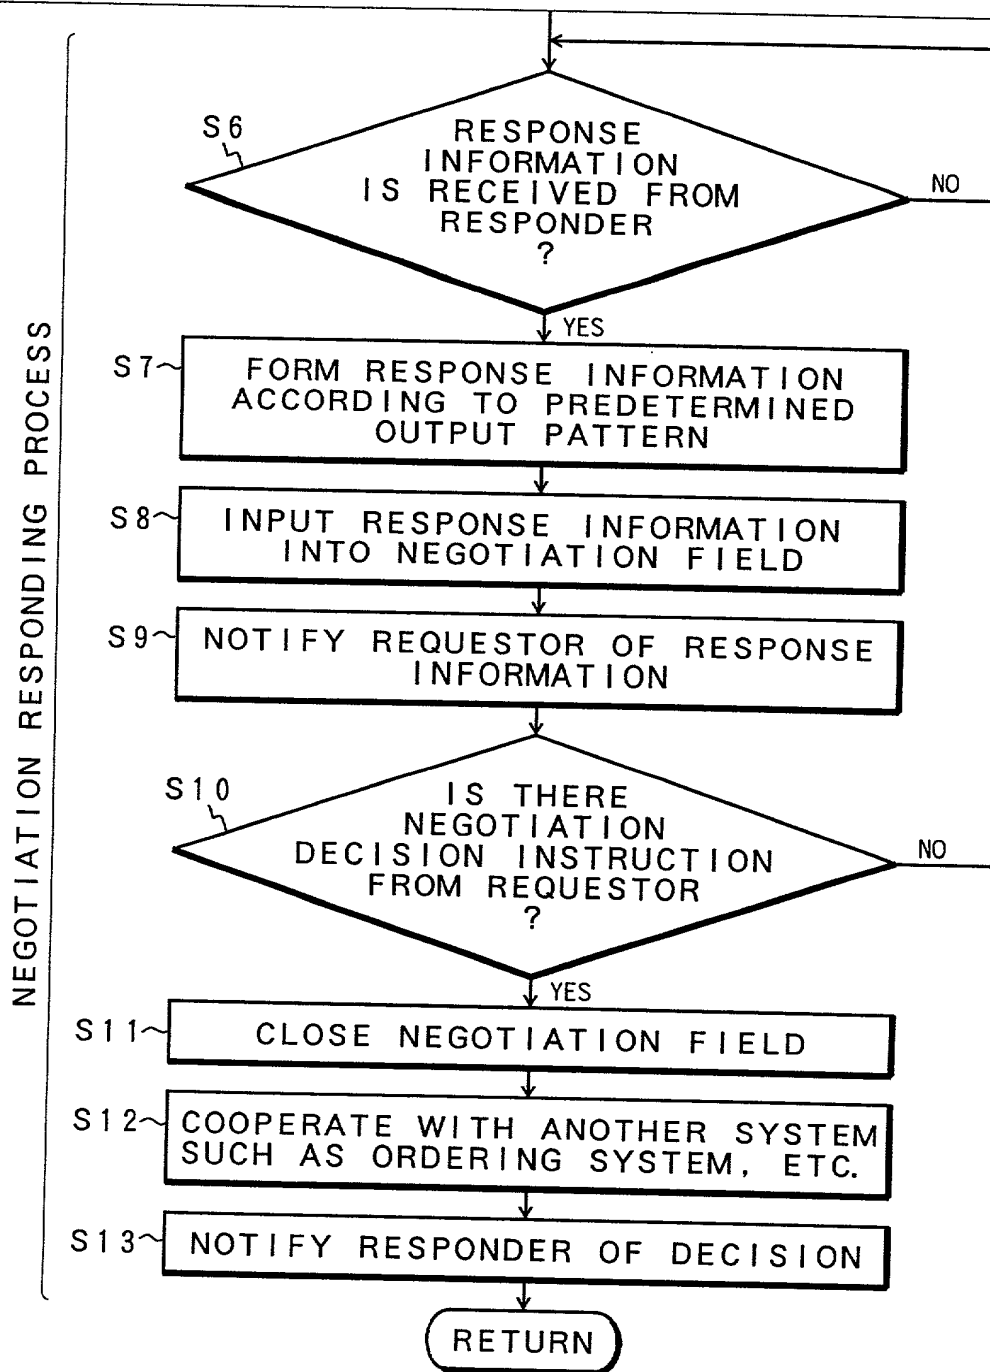 NEGOTIATION RESPONDING PROCESS
S6
RESPONSE
INFORMATION
IS RECEIVED FROM
RESPONDER
?
NO
YES
S7
FORM RESPONSE INFORMATION
ACCORDING TO PREDETERMINED
OUTPUT PATTERN
S8
INPUT RESPONSE INFORMATION
INTO NEGOTIATION FIELD
S9
NOTIFY REQUESTOR OF RESPONSE
INFORMATION
S10
IS THERE
NEGOTIATION
DECISION INSTRUCTION
FROM REQUESTOR
?
NO
YES
S11
CLOSE NEGOTIATION FIELD
S12
COOPERATE WITH ANOTHER SYSTEM
SUCH AS ORDERING SYSTEM, ETC.
S13
NOTIFY RESPONDER OF DECISION
RETURN